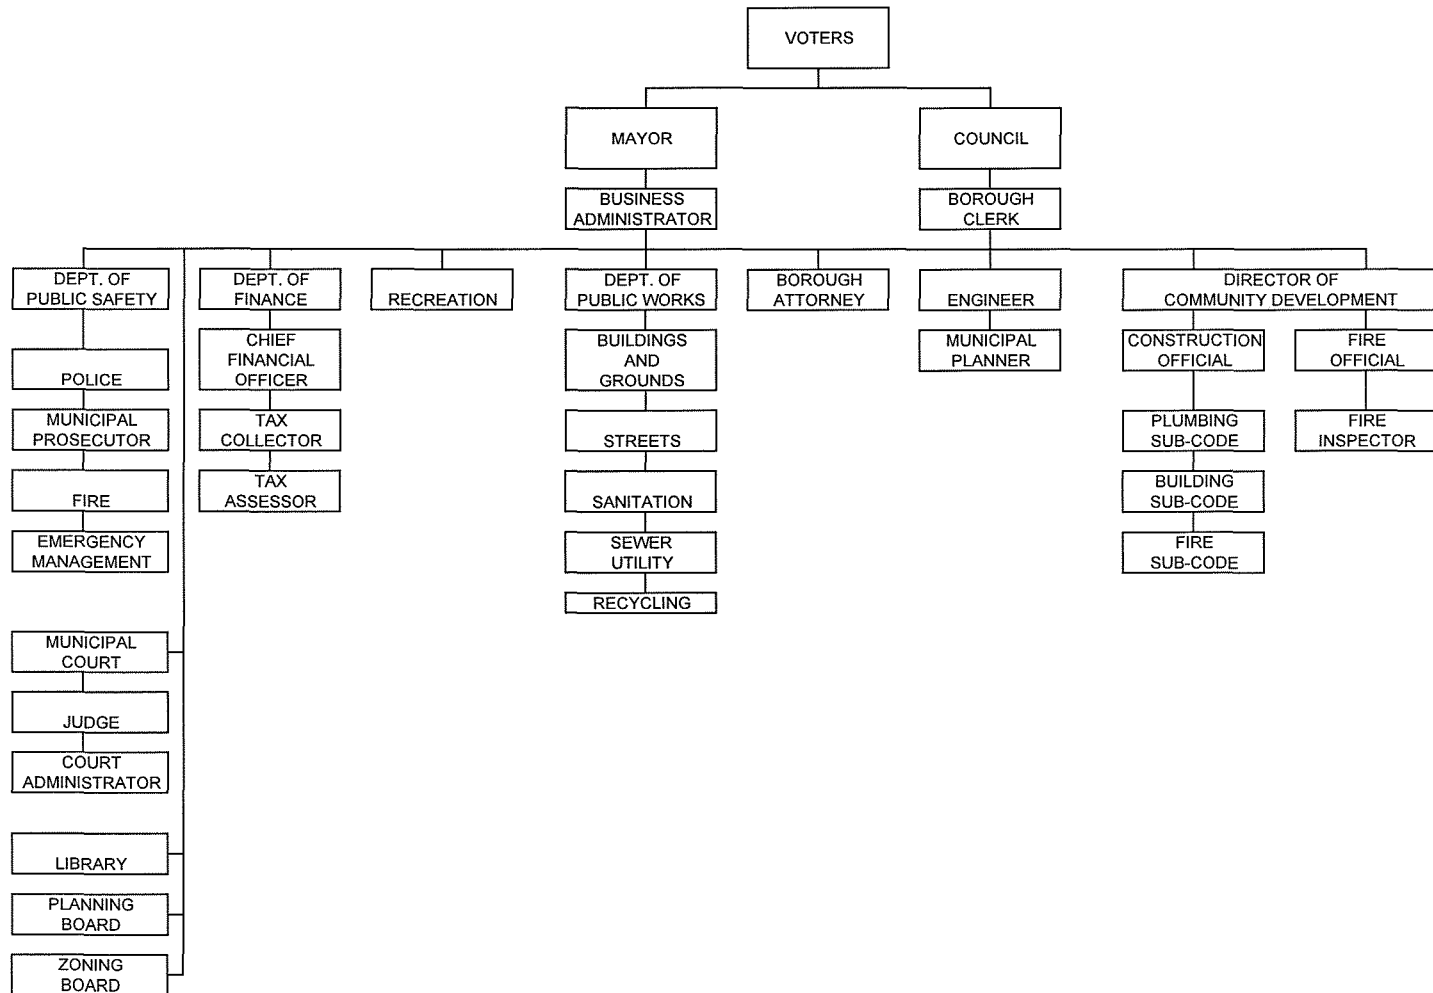 VOTERS
MAYOR
COUNCIL
BUSINESS
ADMINISTRATOR
BOROUGH
CLERK
DEPT. OF
PUBLIC SAFETY
DEPT. OF
FINANCE
RECREATION
DEPT. OF
PUBLIC WORKS
BOROUGH
ATTORNEY
ENGINEER
DIRECTOR OF
COMMUNITY DEVELOPMENT
POLICE
MUNICIPAL
PROSECUTOR
FIRE
EMERGENCY
MANAGEMENT
CHIEF
FINANCIAL
OFFICER
TAX
COLLECTOR
TAX
ASSESSOR
BUILDINGS
AND
GROUNDS
STREETS
SANITATION
SEWER
UTILITY
RECYCLING
MUNICIPAL
PLANNER
CONSTRUCTION
OFFICIAL
PLUMBING
SUB-CODE
BUILDING
SUB-CODE
FIRE
SUB-CODE
FIRE
OFFICIAL
FIRE
INSPECTOR
MUNICIPAL
COURT
JUDGE
COURT
ADMINISTRATOR
LIBRARY
PLANNING
BOARD
ZONING
BOARD